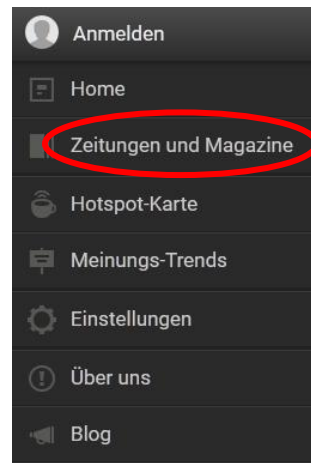 Anmelden
Home
Zeitungen und Magazine
Hotspot-Karte
Meinungs-Trends
Einstellungen
Über uns
Blog